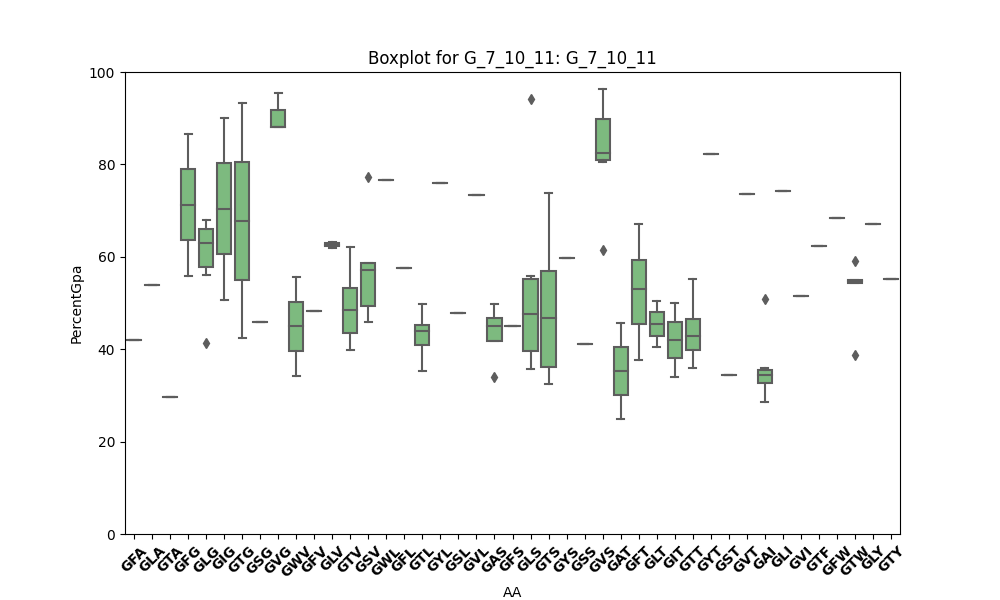 Boxplot for G_7_10_11: G_7_10_11
100
80
60
40
20
0
PercentGpa
GFA GLA GTA GFG GLG GIG GTG GSG GVG GWV GFV GLV GTV GSV GWL GFL GTL GYL GSL GVL GAS GFS GLS GTS GYS GSS GVS GAT GFT GLT GIT GTT GYT GST GVT GAI GLI GVI GTF GFW GTW GLY GTY
AA